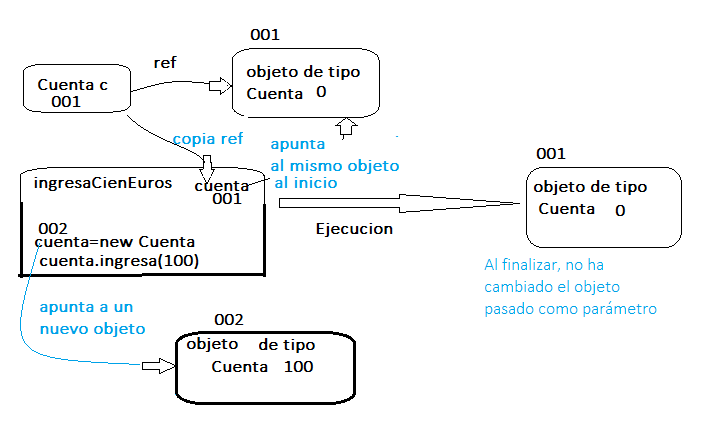 001
ref
objeto de tipo
Cuenta 0
Cuenta c
001
copia ref
apunta
al mismo objeto
al inicio
ingresaCienEuros
cuenta
001
002
cuenta=new Cuenta
cuenta.ingresa(100)
Ejecucion
001
objeto de tipo
Cuenta 0
Al finalizar, no ha
cambiado el objeto
pasado como parámetro
apunta a un
nuevo objeto
002
objeto de tipo
Cuenta 100